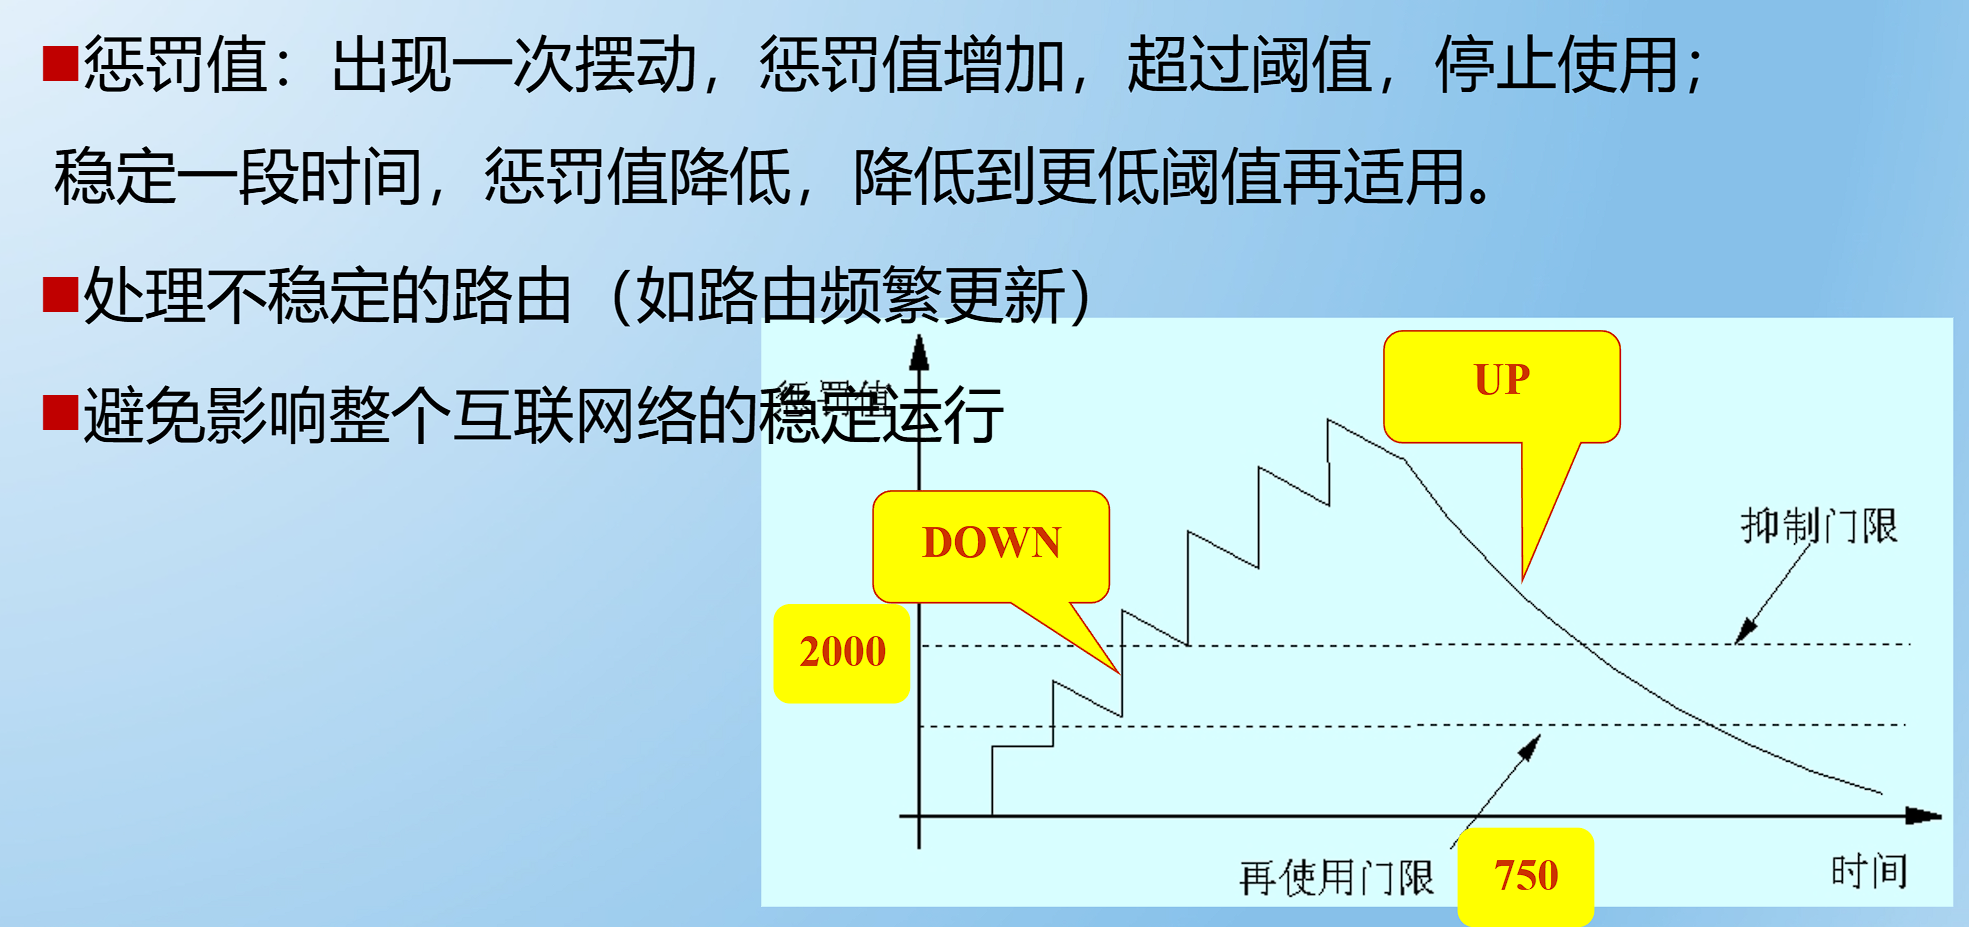 惩罚值：出现一次摆动，惩罚值增加，超过阈值，停止使用；
稳定一段时间，惩罚值降低，降低到更低阈值再适用。
处理不稳定的路由（如路由频繁更新）
避免影响整个互联网络的稳定运行
惩罚值
UP
DOWN
抑制门限
2000
再使用门限
750
时间